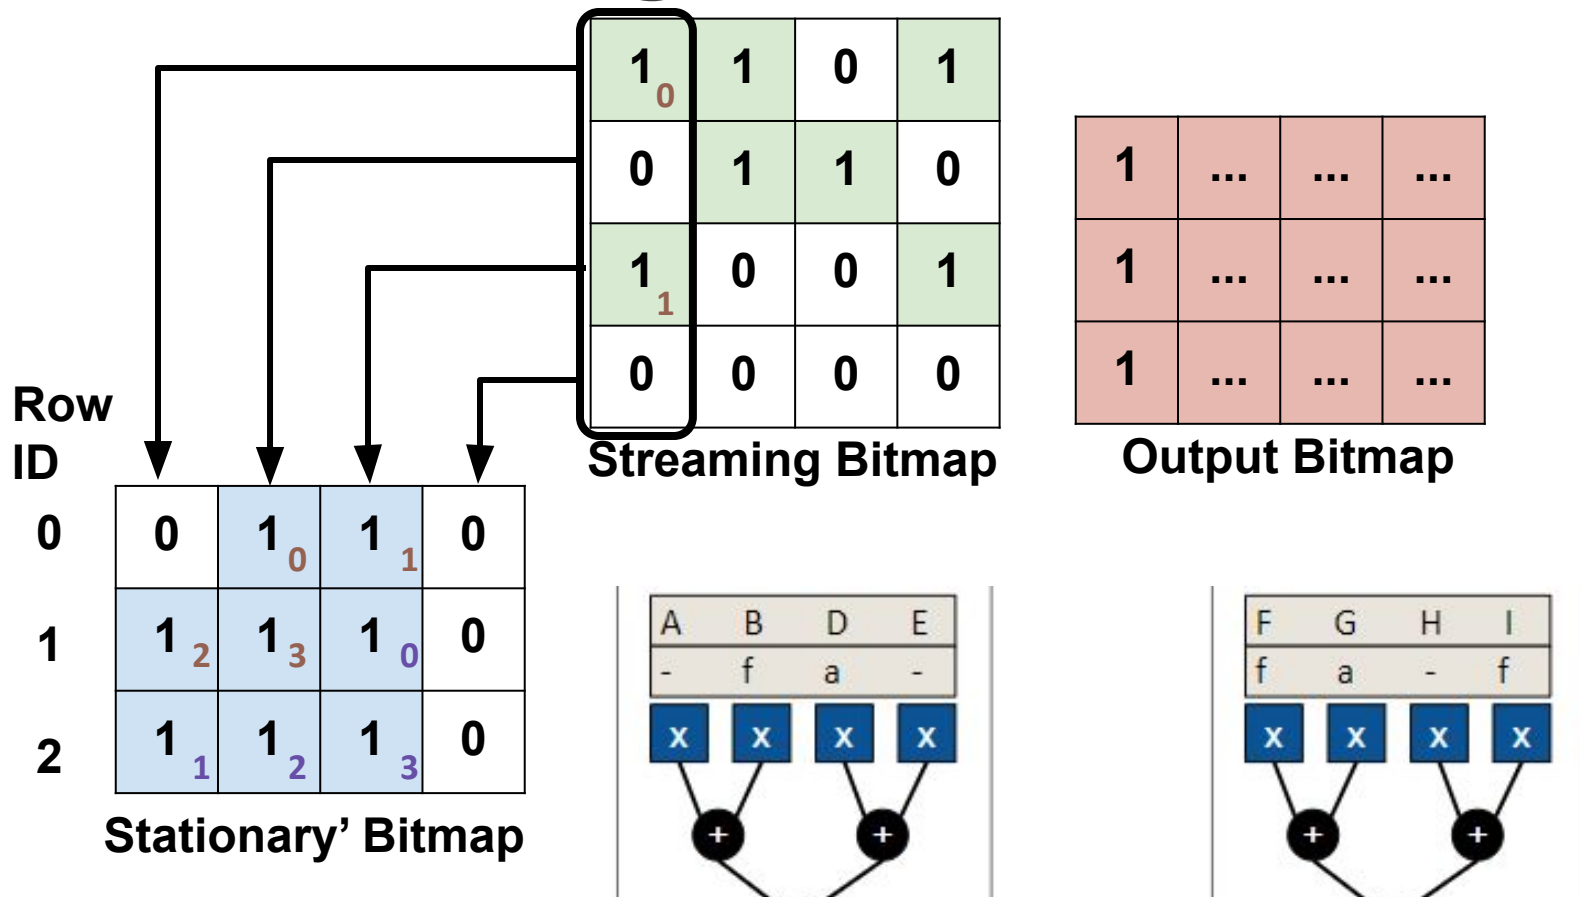 1 0 1 0 1
0 1 1 0
1 1 0 0 1
0 0 0 0
Streaming Bitmap
1 ... ... ...
1 ... ... ...
1 ... ... ...
Output Bitmap
Row
ID
0 0 1 0 1 1 0
1 1 2 1 3 1 0 0
2 1 1 1 2 1 3 0
Stationary’ Bitmap
A B D E
- f a -
x x x x
+ +
F G H I
f a - f
x x x x
+ +